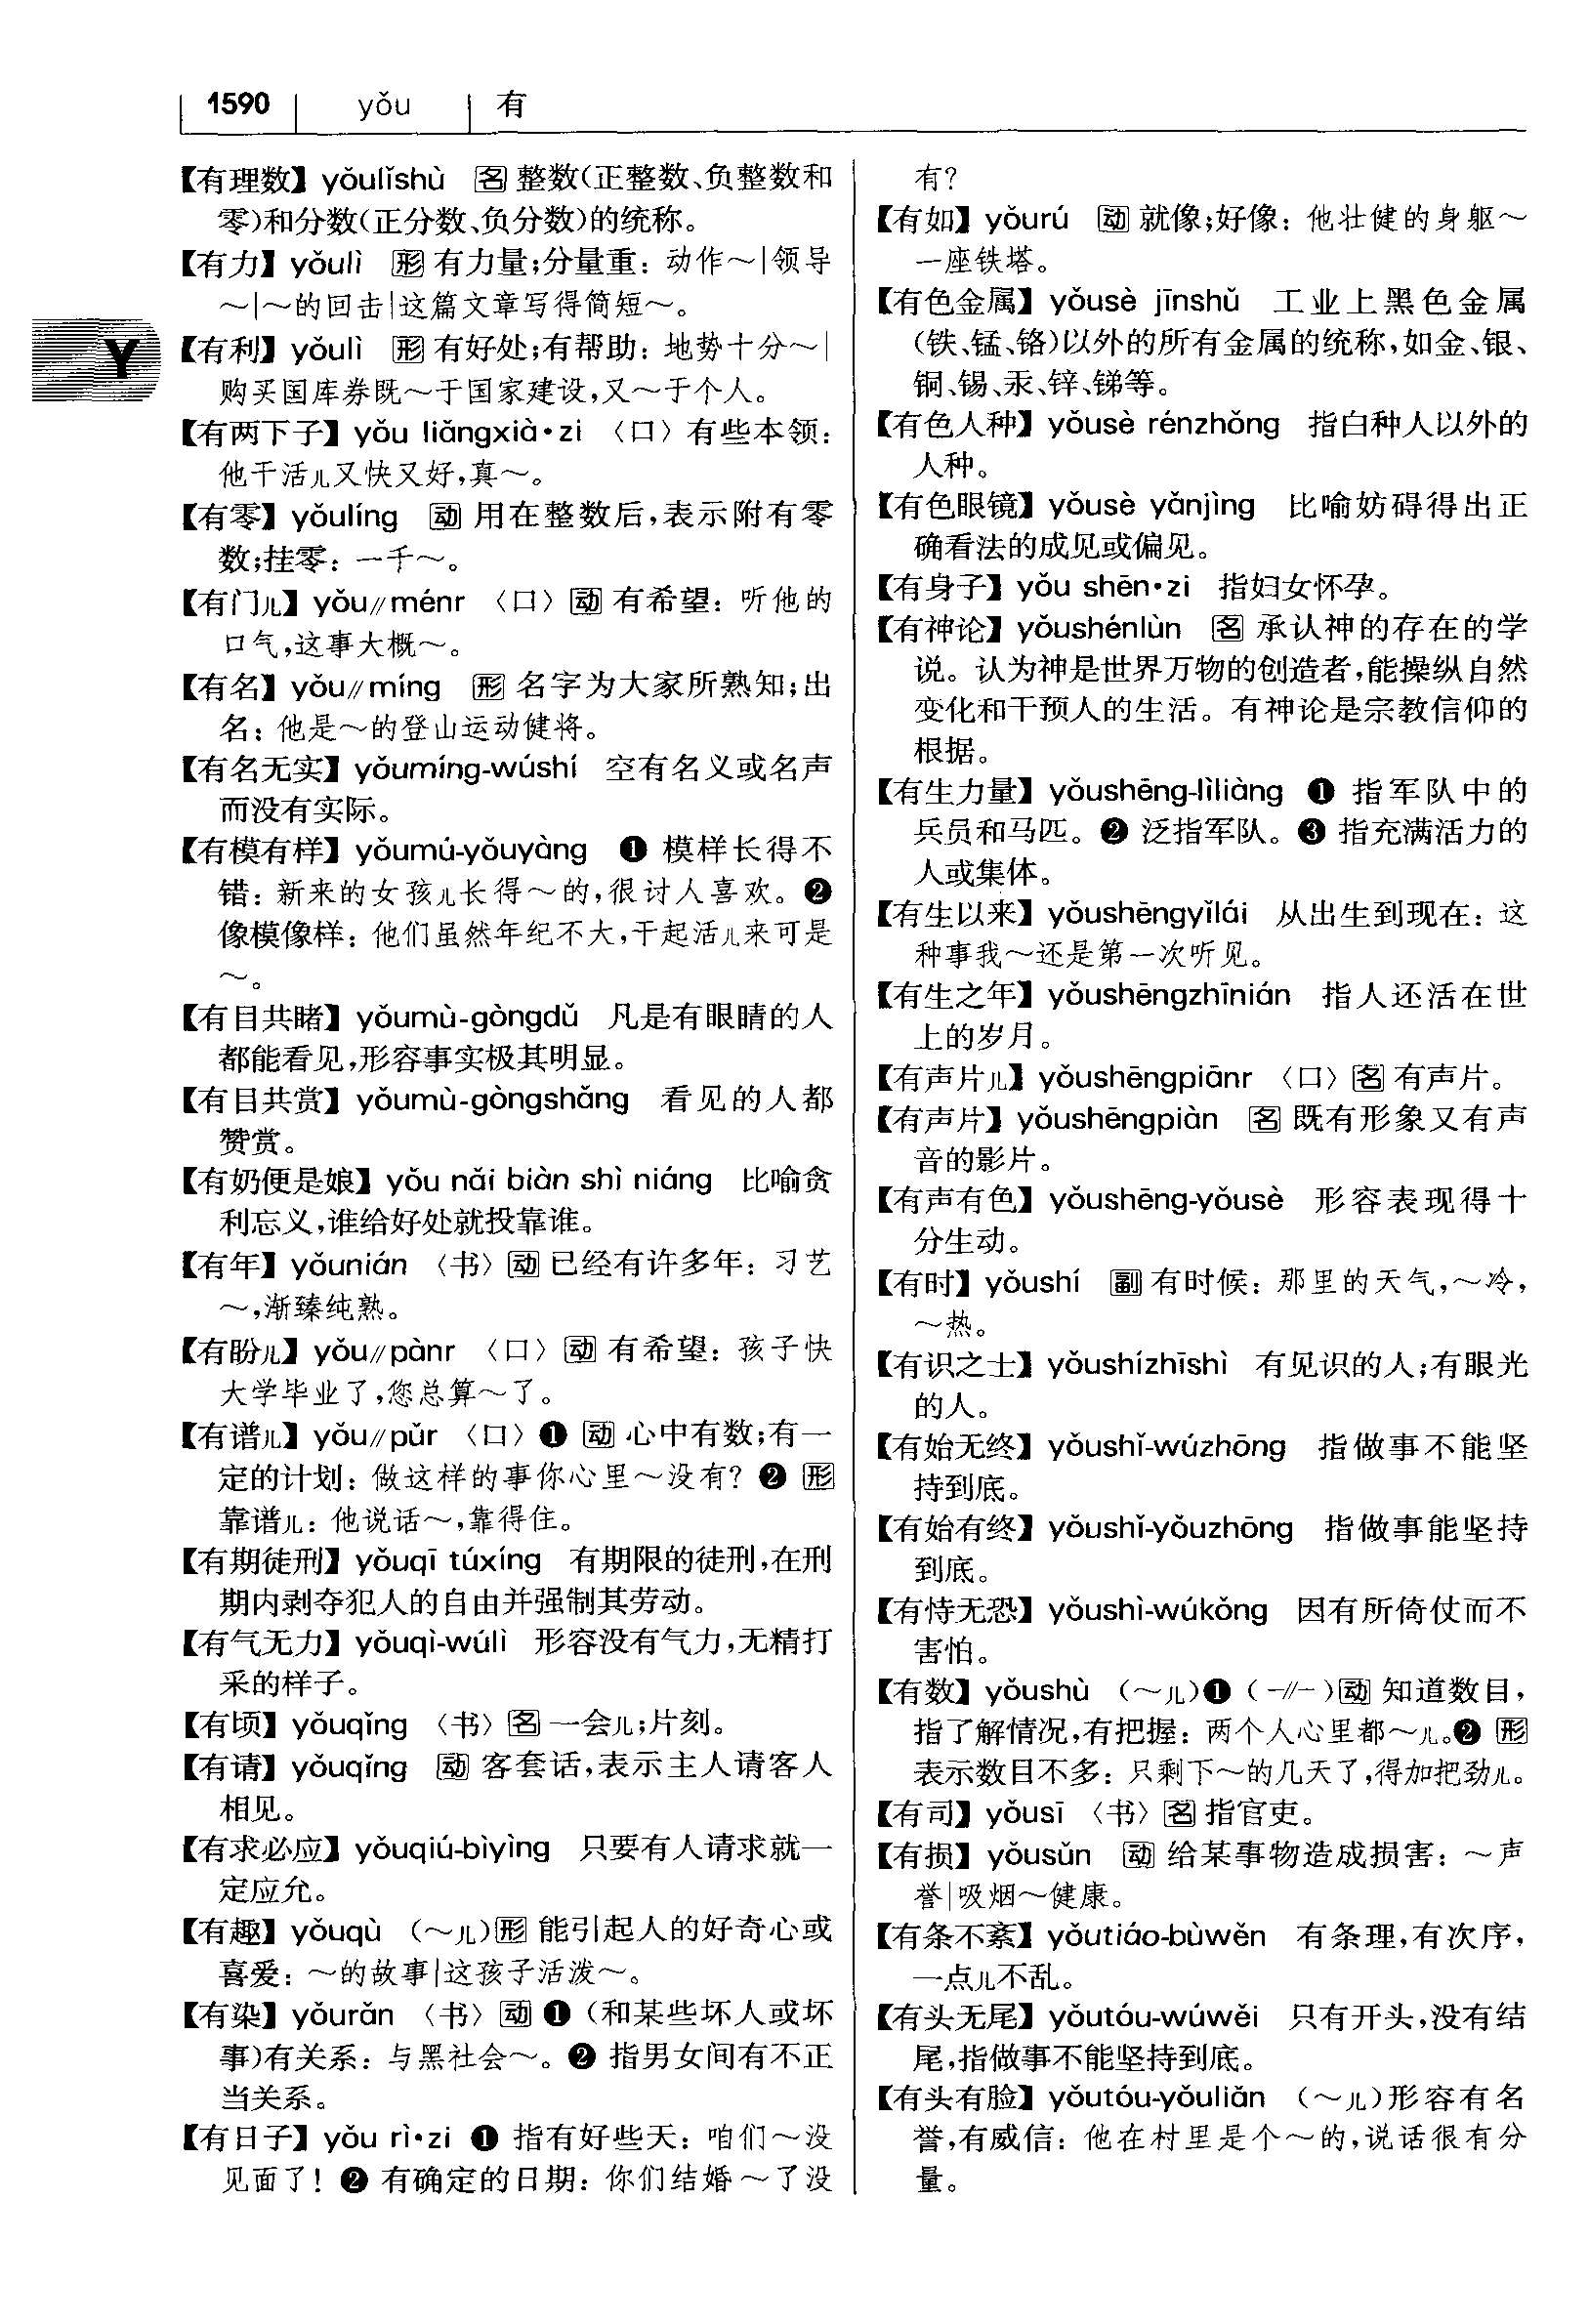 1590 yǒu 有
Y
【有理数】 yǒulǐshù 名 整数(正整数、负整数和
零)和分数(正分数、负分数)的统称。
【有力】 yǒulì 形 有力量;分量重: 动作～|领导
～|～的回击|这篇文章写得简短～。
【有利】 yǒulì 形 有好处;有帮助: 地势十分～|
购买国库券既～于国家建设,又～于个人。
【有两下子】 yǒu liǎngxià•zi 〈口〉 有些本领:
他干活儿又快又好,真～。
【有零】 yǒulíng 动 用在整数后,表示附有零
数;挂零: 一千～。
【有门儿】 yǒu∥ménr 〈口〉 动 有希望: 听他的
口气,这事大概～。
【有名】 yǒu∥míng 形 名字为大家所熟知;出
名: 他是～的登山运动健将。
【有名无实】 yǒumíng-wúshí 空有名义或名声
而没有实际。
【有模有样】 yǒumú-yǒuyàng ❶ 模样长得不
错: 新来的女孩儿长得～的,很讨人喜欢。❷
像模像样: 他们虽然年纪不大,干起活儿来可是
～。
【有目共睹】 yǒumù-gòngdǔ 凡是有眼睛的人
都能看见,形容事实极其明显。
【有目共赏】 yǒumù-gòngshǎng 看见的人都
赞赏。
【有奶便是娘】 yǒu nǎi biàn shì niáng 比喻贪
利忘义,谁给好处就投靠谁。
【有年】 yǒunián 〈书〉 动 已经有许多年: 习艺
～,渐臻纯熟。
【有盼儿】 yǒu∥pànr 〈口〉 动 有希望: 孩子快
大学毕业了,您总算～了。
【有谱儿】 yǒu∥pǔr 〈口〉 ❶ 动 心中有数;有一
定的计划: 做这样的事你心里～没有? ❷ 形
靠谱儿: 他说话～,靠得住。
【有期徒刑】 yǒuqī túxíng 有期限的徒刑,在刑
期内剥夺犯人的自由并强制其劳动。
【有气无力】 yǒuqì-wúlì 形容没有气力,无精打
采的样子。
【有顷】 yǒuqǐng 〈书〉 名 一会儿;片刻。
【有请】 yǒuqǐng 动 客套话,表示主人请客人
相见。
【有求必应】 yǒuqiú-bìyìng 只要有人请求就一
定应允。
【有趣】 yǒuqù (～儿) 形 能引起人的好奇心或
喜爱: ～的故事|这孩子活泼～。
【有染】 yǒurǎn 〈书〉 动 ❶ (和某些坏人或坏
事)有关系: 与黑社会～。❷ 指男女间有不正
当关系。
【有日子】 yǒu rì•zi ❶ 指有好些天: 咱们～没
见面了! ❷ 有确定的日期: 你们结婚～了没
有?
【有如】 yǒurú 动 就像;好像: 他壮健的身躯～
一座铁塔。
【有色金属】 yǒusè jīnshǔ 工业上黑色金属
(铁、锰、铬)以外的所有金属的统称,如金、银、
铜、锡、汞、锌、锑等。
【有色人种】 yǒusè rénzhǒng 指白种人以外的
人种。
【有色眼镜】 yǒusè yǎnjìng 比喻妨碍得出正
确看法的成见或偏见。
【有身子】 yǒu shēn•zi 指妇女怀孕。
【有神论】 yǒushénlùn 名 承认神的存在的学
说。认为神是世界万物的创造者,能操纵自然
变化和干预人的生活。有神论是宗教信仰的
根据。
【有生力量】 yǒushēng-lìliàng ❶ 指军队中的
兵员和马匹。❷ 泛指军队。❸ 指充满活力的
人或集体。
【有生以来】 yǒushēngyǐlái 从出生到现在: 这
种事我～还是第一次听见。
【有生之年】 yǒushēngzhīnián 指人还活在世
上的岁月。
【有声片儿】 yǒushēngpiānr 〈口〉 名 有声片。
【有声片】 yǒushēngpiàn 名 既有形象又有声
音的影片。
【有声有色】 yǒushēng-yǒusè 形容表现得十
分生动。
【有时】 yǒushí 副 有时候: 那里的天气,～冷,
～热。
【有识之士】 yǒushízhīshì 有见识的人;有眼光
的人。
【有始无终】 yǒushǐ-wúzhōng 指做事不能坚
持到底。
【有始有终】 yǒushǐ-yǒuzhōng 指做事能坚持
到底。
【有恃无恐】 yǒushì-wúkǒng 因有所倚仗而不
害怕。
【有数】 yǒushù (～儿) ❶ (-∥-) 动 知道数目,
指了解情况,有把握: 两个人心里都～儿。❷ 形
表示数目不多: 只剩下～的几天了,得加把劲儿。
【有司】 yǒusī 〈书〉 名 指官吏。
【有损】 yǒusǔn 动 给某事物造成损害: ～声
誉|吸烟～健康。
【有条不紊】 yǒutiáo-bùwěn 有条理,有次序,
一点儿不乱。
【有头无尾】 yǒutóu-wúwěi 只有开头,没有结
尾,指做事不能坚持到底。
【有头有脸】 yǒutóu-yǒuliǎn (～儿)形容有名
誉,有威信: 他在村里是个～的,说话很有分
量。